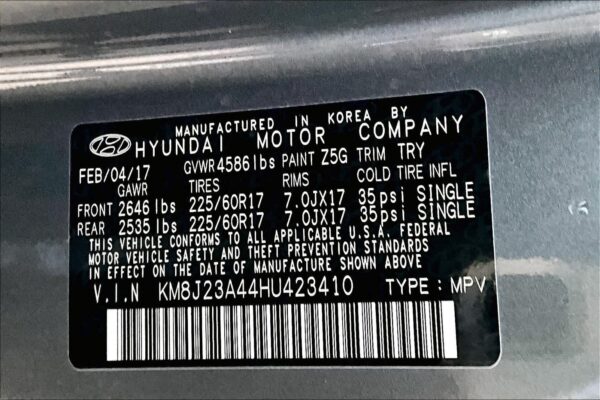 MANUFACTURED IN KOREA BY
HYUNDAI MOTOR COMPANY
FEB/04/17 GVWR 4586lbs PAINT Z5G TRIM TRY
GAWR TIRES RIMS COLD TIRE INFL
FRONT 2646 lbs 225/60R17 7.0JX17 35psi SINGLE
REAR 2535 lbs 225/60R17 7.0JX17 35psi SINGLE
THIS VEHICLE CONFORMS TO ALL APPLICABLE U.S.A. FEDERAL
MOTOR VEHICLE SAFETY AND THEFT PREVENTION STANDARDS
IN EFFECT ON THE DATE OF MANUFACTURE SHOWN ABOVE.
V.I.N KM8J23A44HU423410 TYPE : MPV